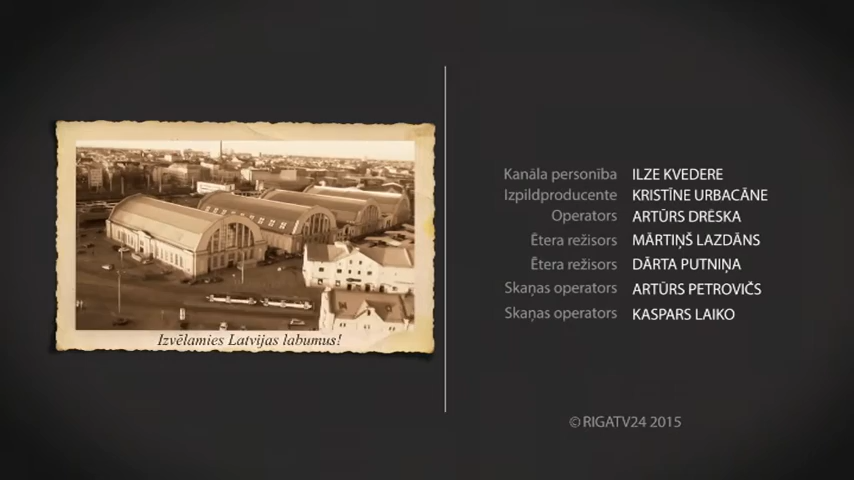 Izvēlamies Latvijas labumus!
Kanāla personība ILZE KVEDERE
Izpildproducente KRISTĪNE URBACĀNE
Operators ARTŪRS DRĒSKA
Ētera režisors MĀRTIŅŠ LAZDĀNS
Ētera režisors DĀRTA PUTNIŅA
Skaņas operators ARTŪRS PETROVIČS
Skaņas operators KASPARS LAIKO
© RIGATV24 2015